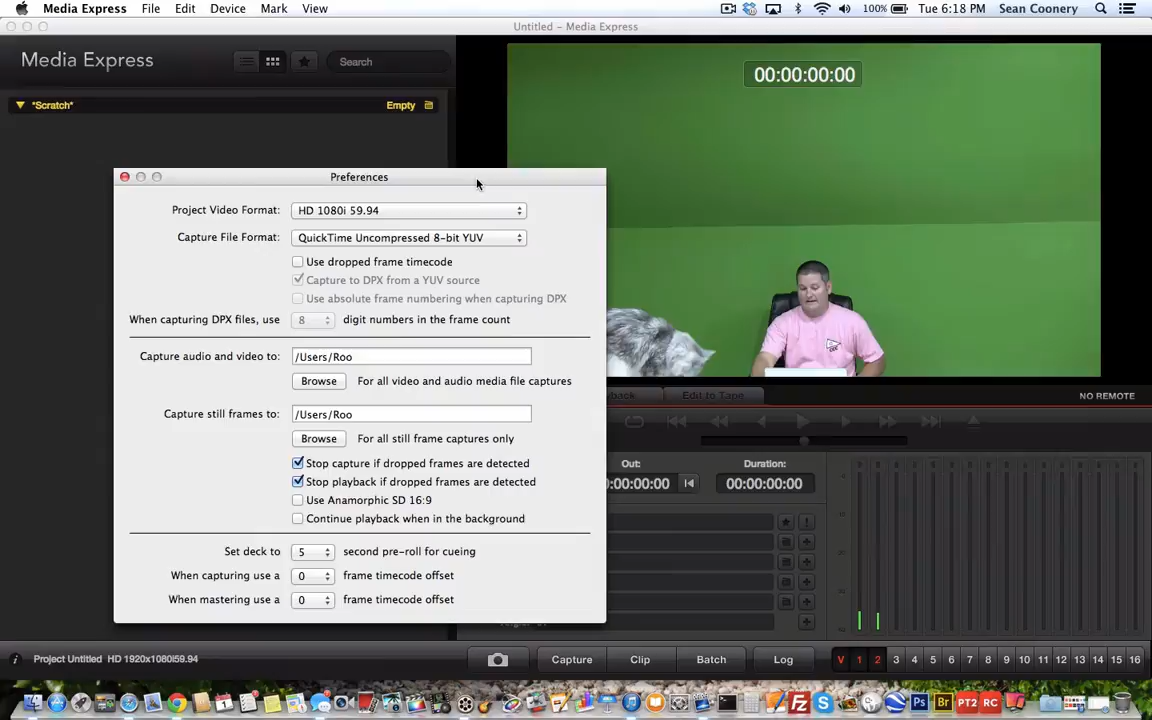 Media Express File Edit Device Mark View 100% Tue 6:18 PM Sean Coonery
Untitled - Media Express
Media Express Search
00:00:00:00
*Scratch* Empty
Preferences
Project Video Format: HD 1080i 59.94
Capture File Format: QuickTime Uncompressed 8-bit YUV
Use dropped frame timecode
Capture to DPX from a YUV source
Use absolute frame numbering when capturing DPX
When capturing DPX files, use 8 digit numbers in the frame count
Capture audio and video to: /Users/Roo
Browse For all video and audio media file captures
Capture still frames to: /Users/Roo
Browse For all still frame captures only
Stop capture if dropped frames are detected
Stop playback if dropped frames are detected
Use Anamorphic SD 16:9
Continue playback when in the background
Set deck to 5 second pre-roll for cueing
When capturing use a 0 frame timecode offset
When mastering use a 0 frame timecode offset
Edit to Tape NO REMOTE
Out: Duration:
0:00:00:00 00:00:00:00
Project Untitled HD 1920x1080i59.94 Capture Clip Batch Log V 1 2 3 4 5 6 7 8 9 10 11 12 13 14 15 16
Ps Br PT2 RC